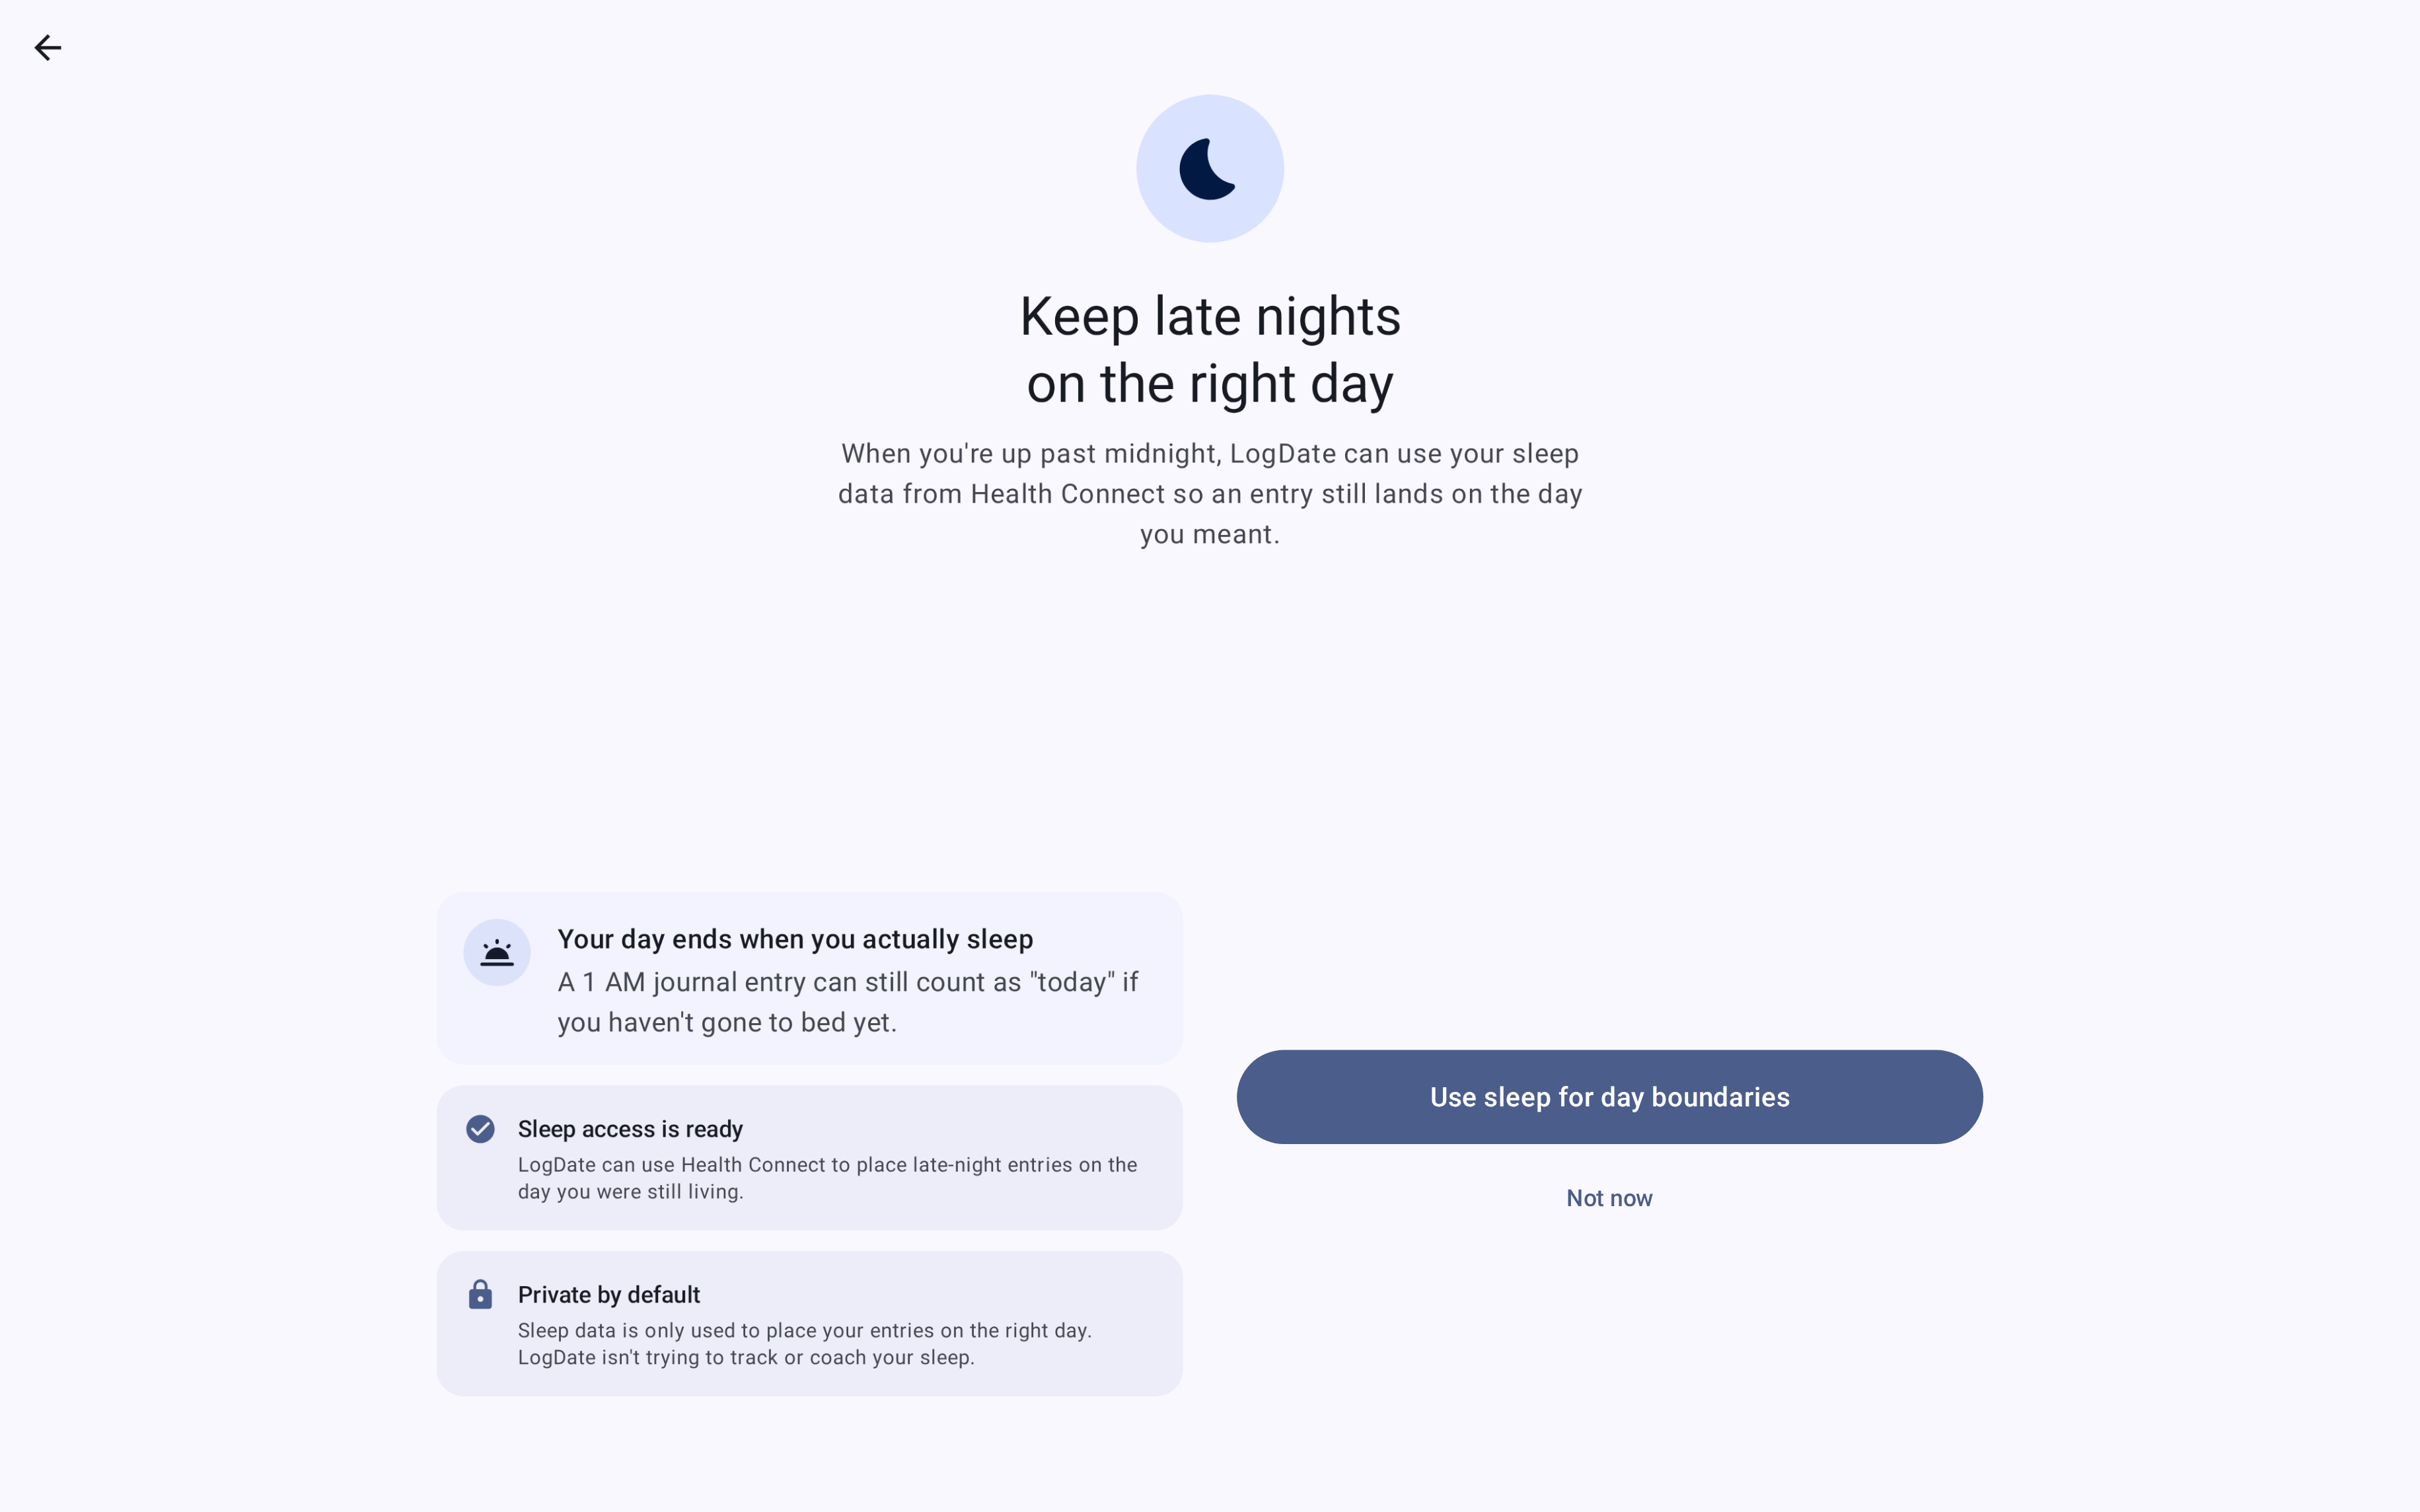 Keep late nights
on the right day
When you're up past midnight, LogDate can use your sleep
data from Health Connect so an entry still lands on the day
you meant.
Your day ends when you actually sleep
A 1 AM journal entry can still count as "today" if
you haven't gone to bed yet.
Sleep access is ready
LogDate can use Health Connect to place late-night entries on the
day you were still living.
Private by default
Sleep data is only used to place your entries on the right day.
LogDate isn't trying to track or coach your sleep.
Use sleep for day boundaries
Not now